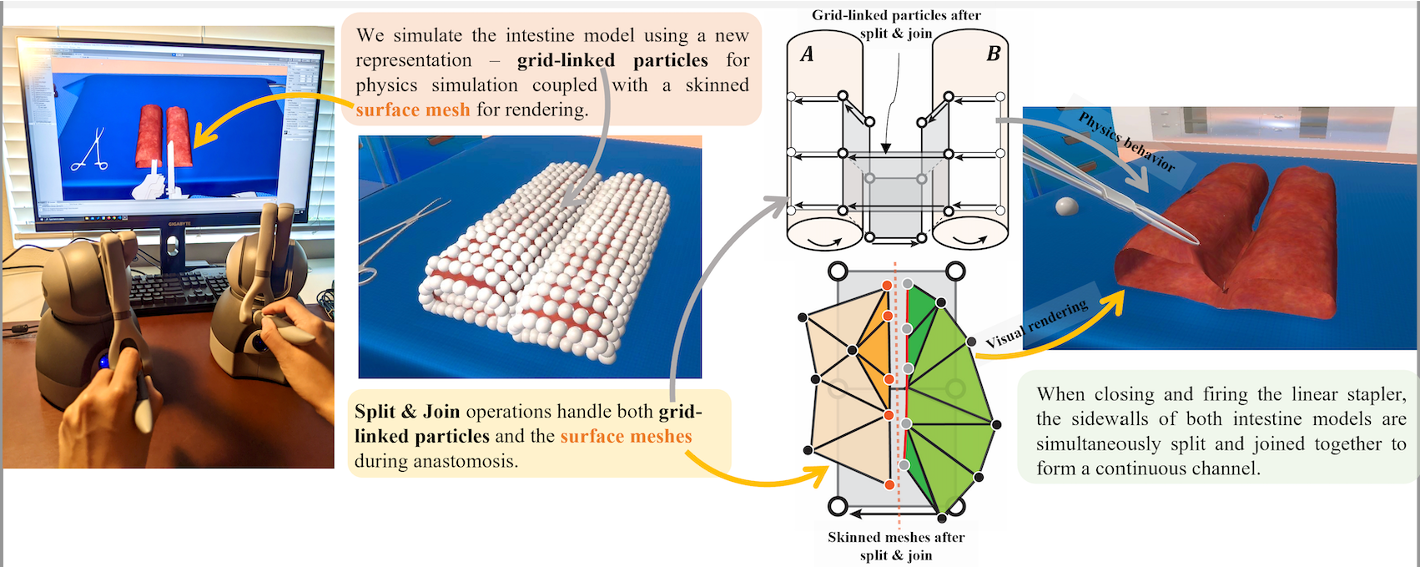 We simulate the intestine model using a new
representation – grid-linked particles for
physics simulation coupled with a skinned
surface mesh for rendering.
Split & Join operations handle both grid-
linked particles and the surface meshes
during anastomosis.
Grid-linked particles after
split & join
A
B
Skinned meshes after
split & join
Physics behavior
Visual rendering
When closing and firing the linear stapler,
the sidewalls of both intestine models are
simultaneously split and joined together to
form a continuous channel.
GIGABYTE